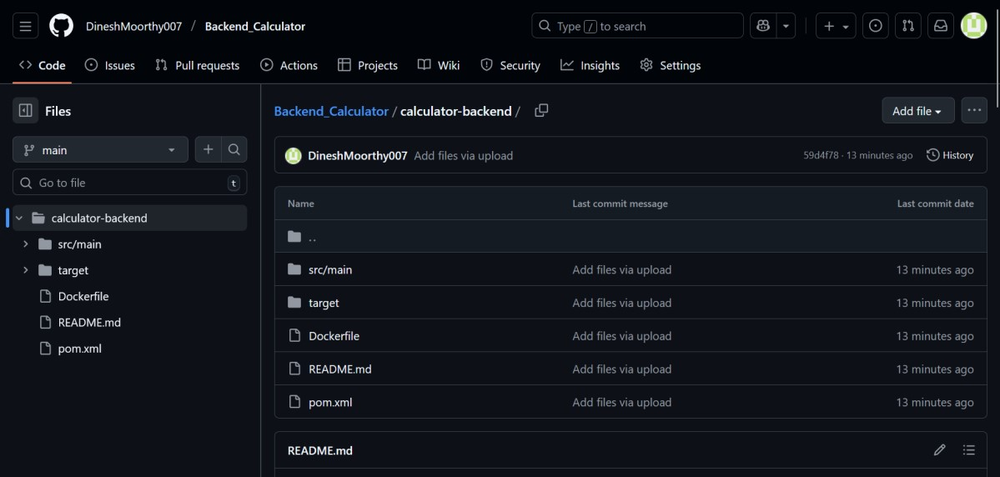 DineshMoorthy007 / Backend_Calculator
Type / to search
Code Issues Pull requests Actions Projects Wiki Security Insights Settings
Files
main
Go to file t
calculator-backend
src/main
target
Dockerfile
README.md
pom.xml
Backend_Calculator / calculator-backend /
Add file
DineshMoorthy007 Add files via upload 59d4f78 · 13 minutes ago History
Name Last commit message Last commit date
..
src/main Add files via upload 13 minutes ago
target Add files via upload 13 minutes ago
Dockerfile Add files via upload 13 minutes ago
README.md Add files via upload 13 minutes ago
pom.xml Add files via upload 13 minutes ago
README.md